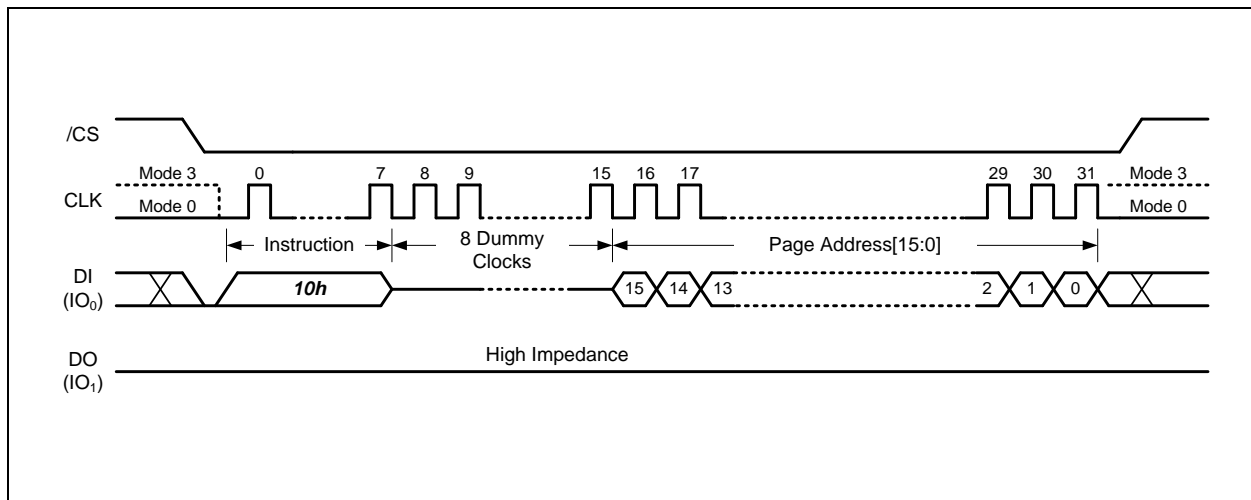 /CS
Mode 3 0 7 8 9 15 16 17 29 30 31 Mode 3
CLK
Mode 0 Mode 0
Instruction 8 Dummy Clocks Page Address[15:0]
DI
(IO₀)
10h 15 14 13 2 1 0
High Impedance
DO
(IO₁)